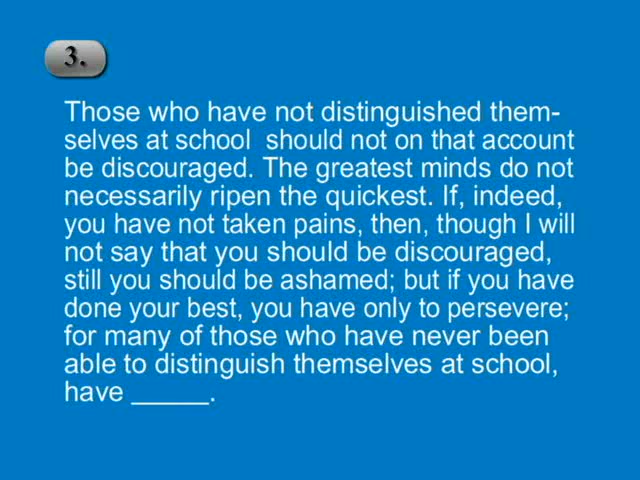 3.
Those who have not distinguished them-
selves at school should not on that account
be discouraged. The greatest minds do not
necessarily ripen the quickest. If, indeed,
you have not taken pains, then, though I will
not say that you should be discouraged,
still you should be ashamed; but if you have
done your best, you have only to persevere;
for many of those who have never been
able to distinguish themselves at school,
have _____.